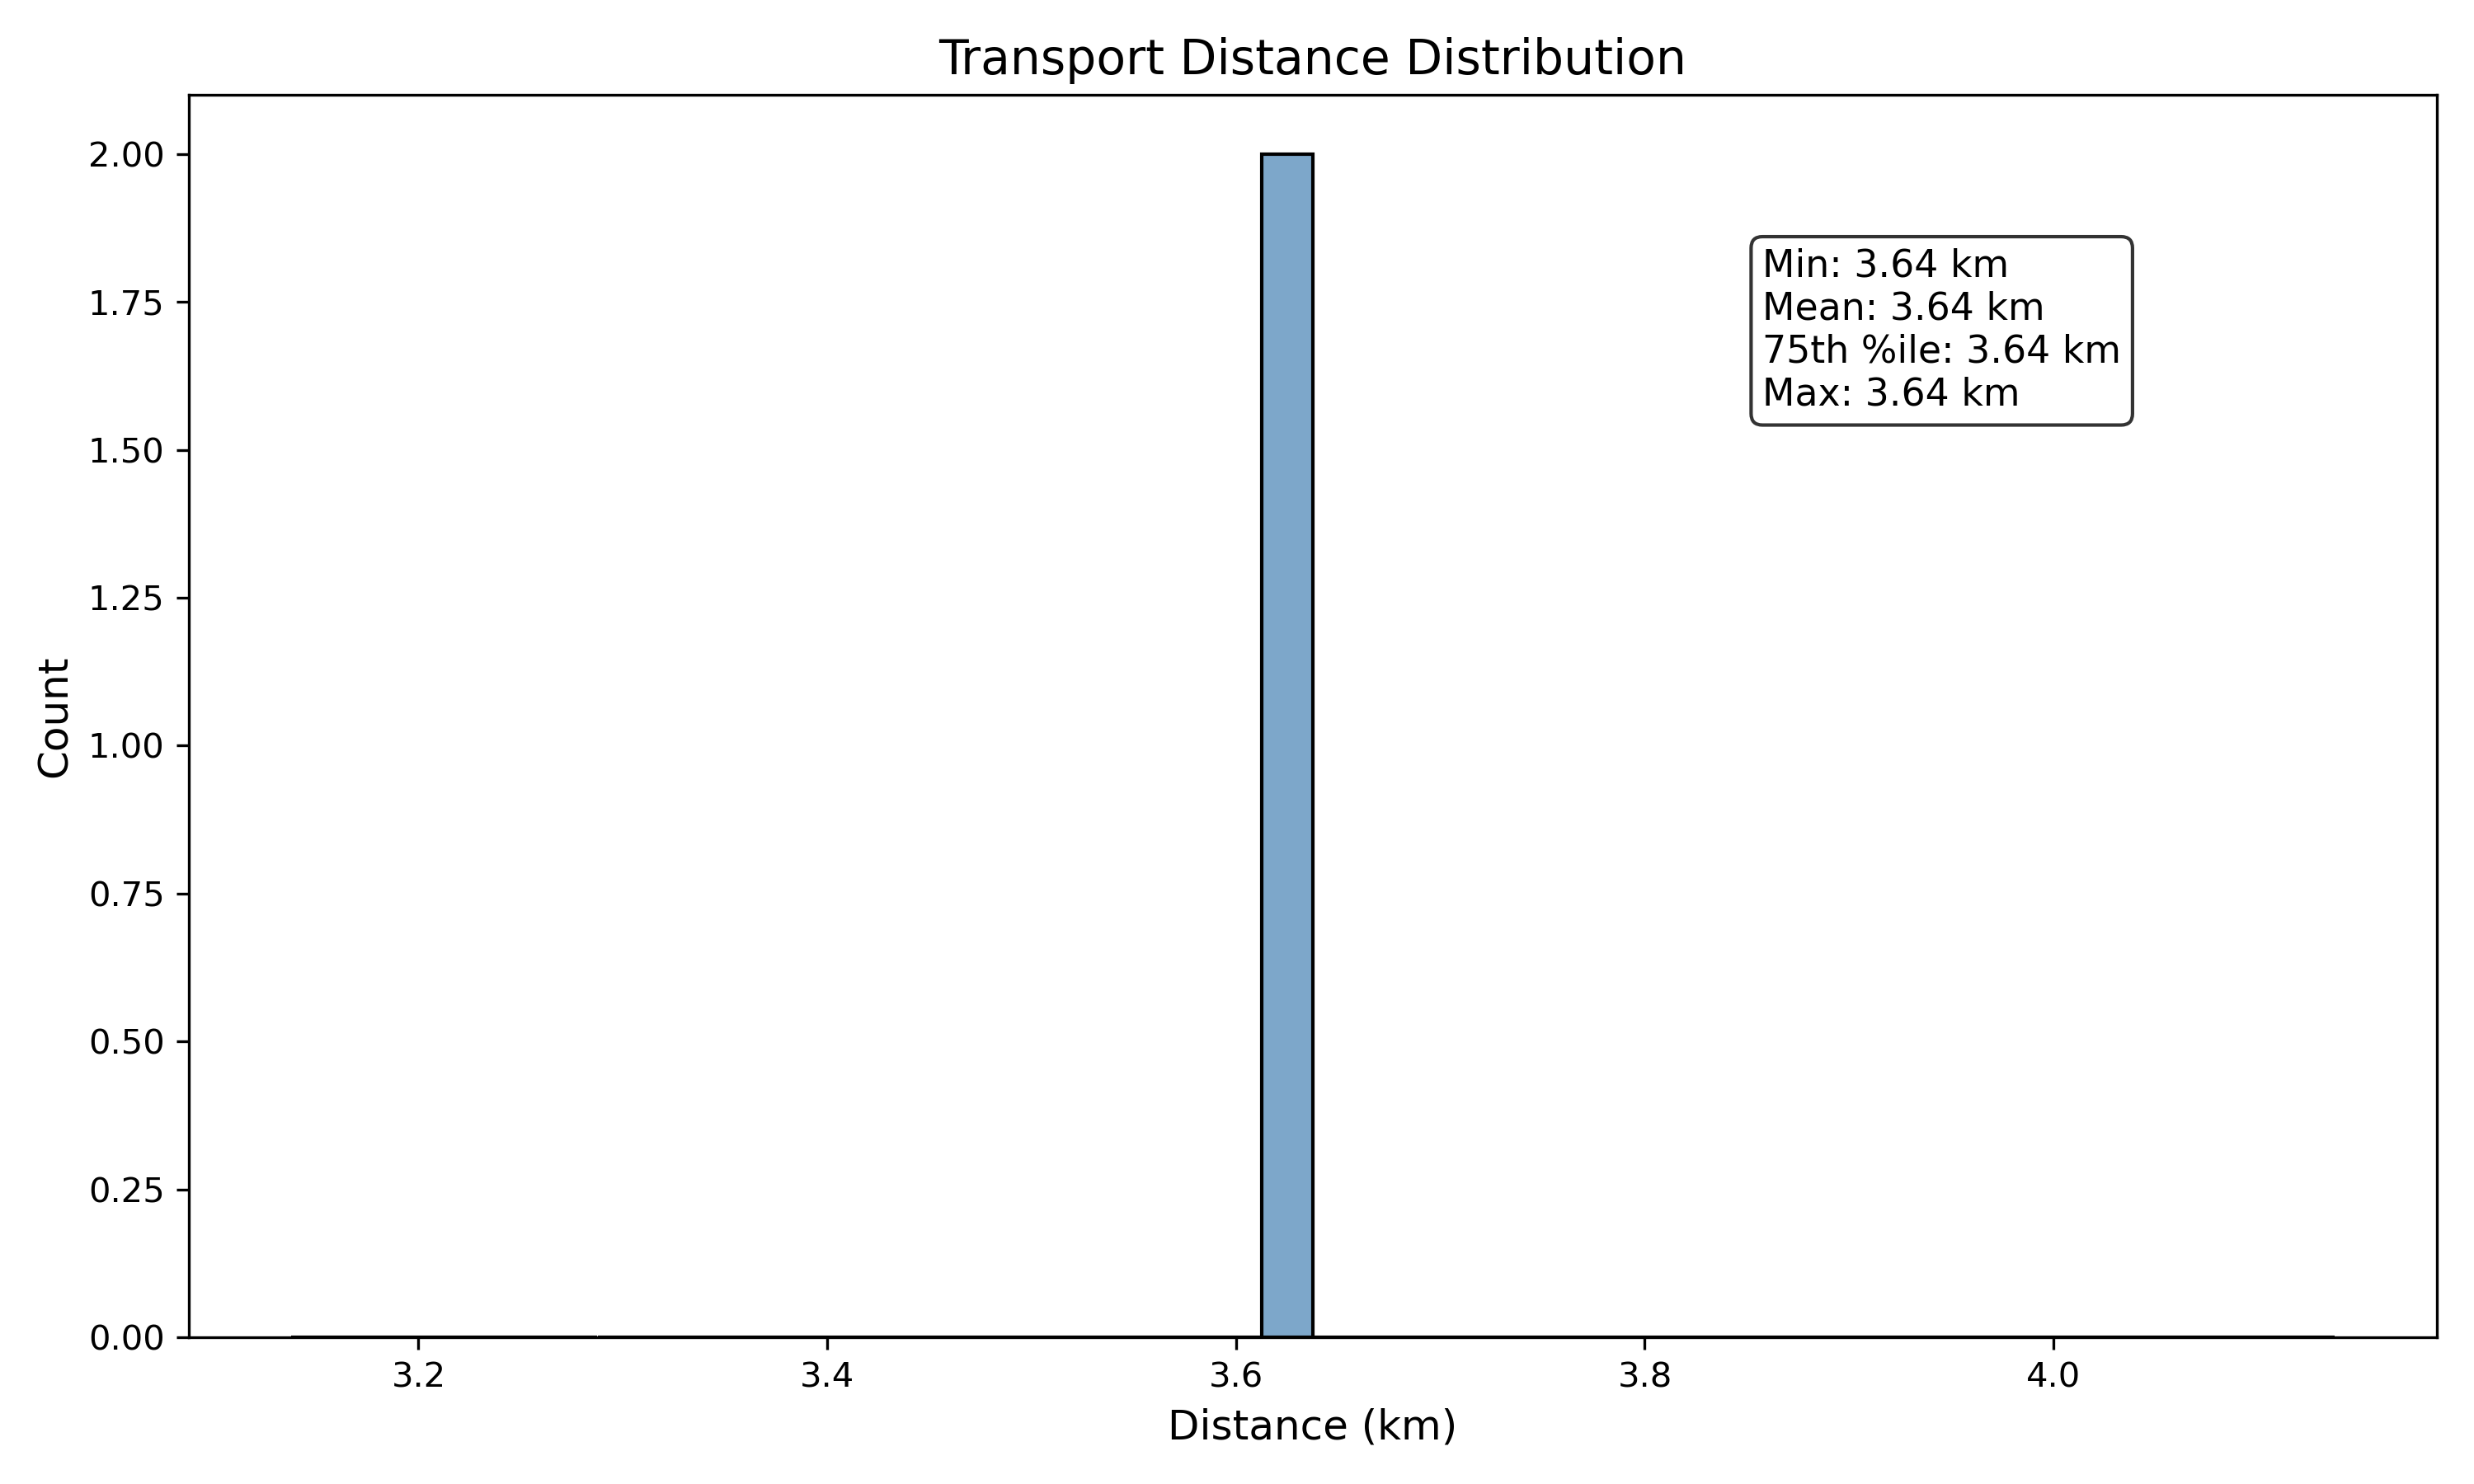 Transport Distance Distribution
2.00
1.75
1.50
1.25
1.00
0.75
0.50
0.25
0.00
Count
Min: 3.64 km
Mean: 3.64 km
75th %ile: 3.64 km
Max: 3.64 km
3.2 3.4 3.6 3.8 4.0
Distance (km)